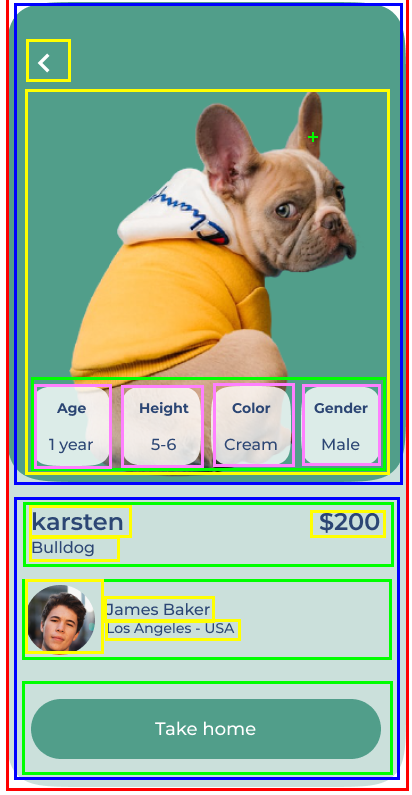 Champion
Age
Height
Color
Gender
1 year
5-6
Cream
Male
karsten
$200
Bulldog
James Baker
Los Angeles - USA
Take home